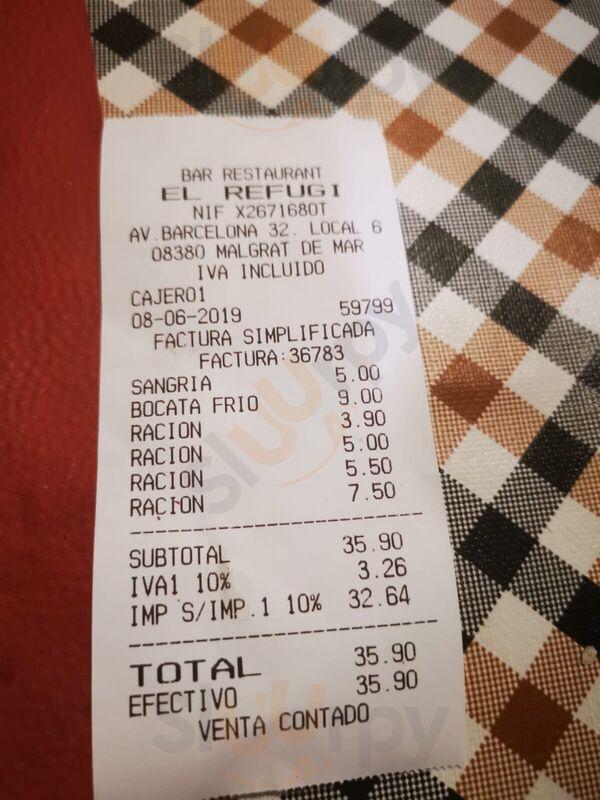 BAR RESTAURANT
EL REFUGI
NIF X2671680T
AV.BARCELONA 32. LOCAL 6
08380 MALGRAT DE MAR
IVA INCLUIDO
CAJERO1
08-06-2019 59799
FACTURA SIMPLIFICADA
FACTURA:36783
SANGRIA 5.00
BOCATA FRIO 9.00
RACION 3.90
RACION 5.00
RACION 5.50
RACION 7.50
SUBTOTAL 35.90
IVA1 10% 3.26
IMP S/IMP.1 10% 32.64
TOTAL 35.90
EFECTIVO 35.90
VENTA CONTADO
sluurpy
sluurpy
sluurpy